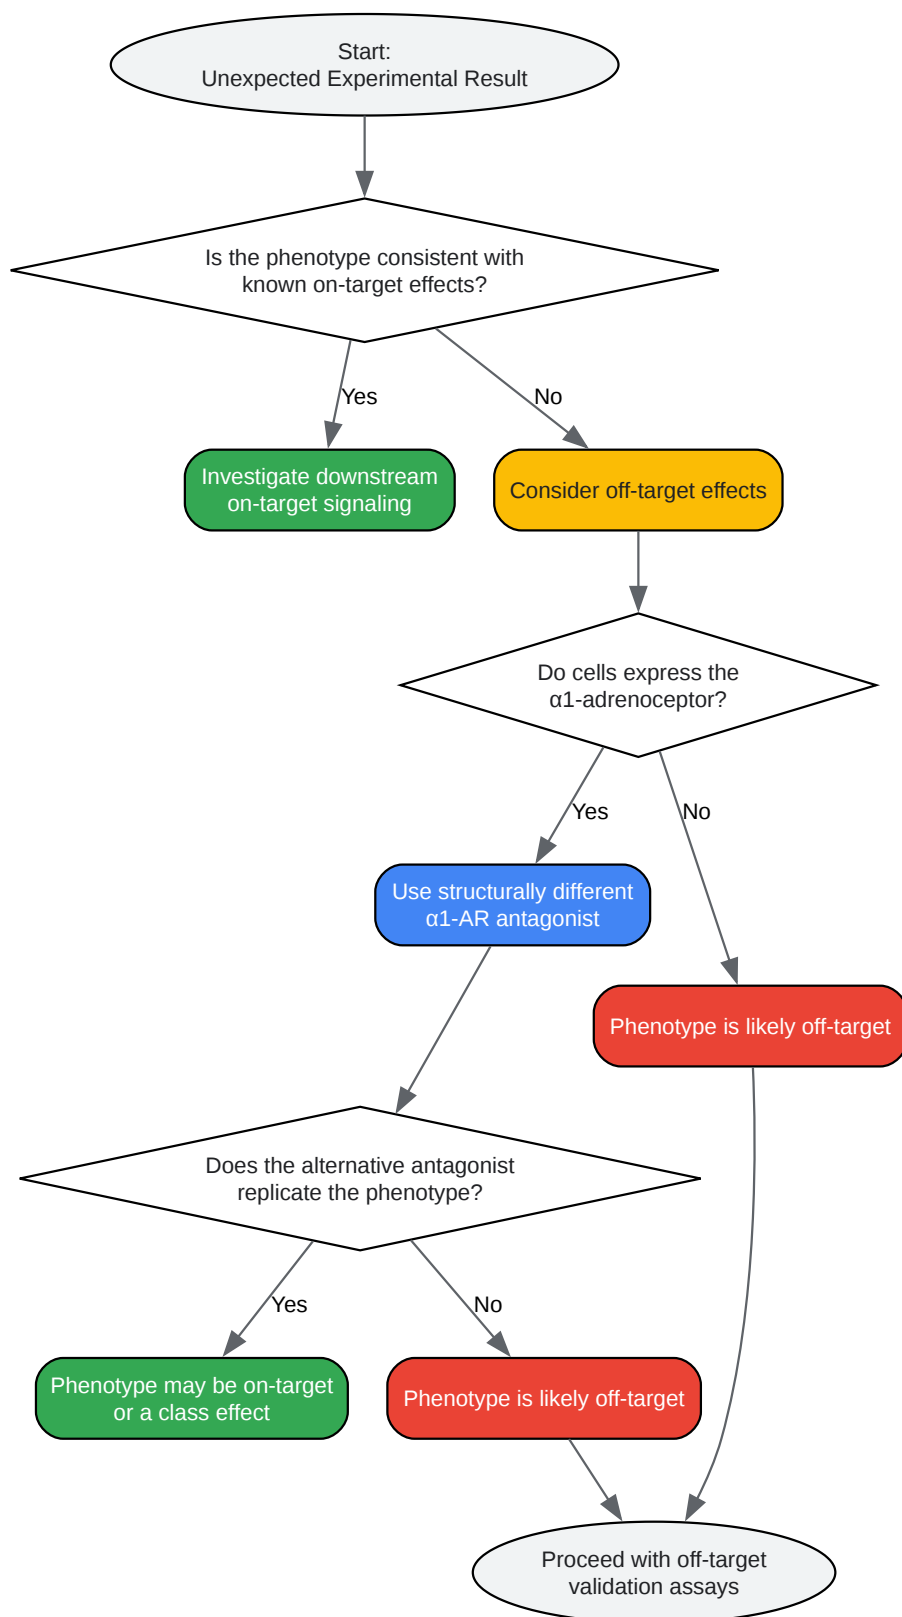 Start:
Unexpected Experimental Result
Is the phenotype consistent with
known on-target effects?
Yes
No
Investigate downstream
on-target signaling
Consider off-target effects
Do cells express the
α1-adrenoceptor?
Yes
No
Use structurally different
α1-AR antagonist
Phenotype is likely off-target
Does the alternative antagonist
replicate the phenotype?
Yes
No
Phenotype may be on-target
or a class effect
Phenotype is likely off-target
Proceed with off-target
validation assays